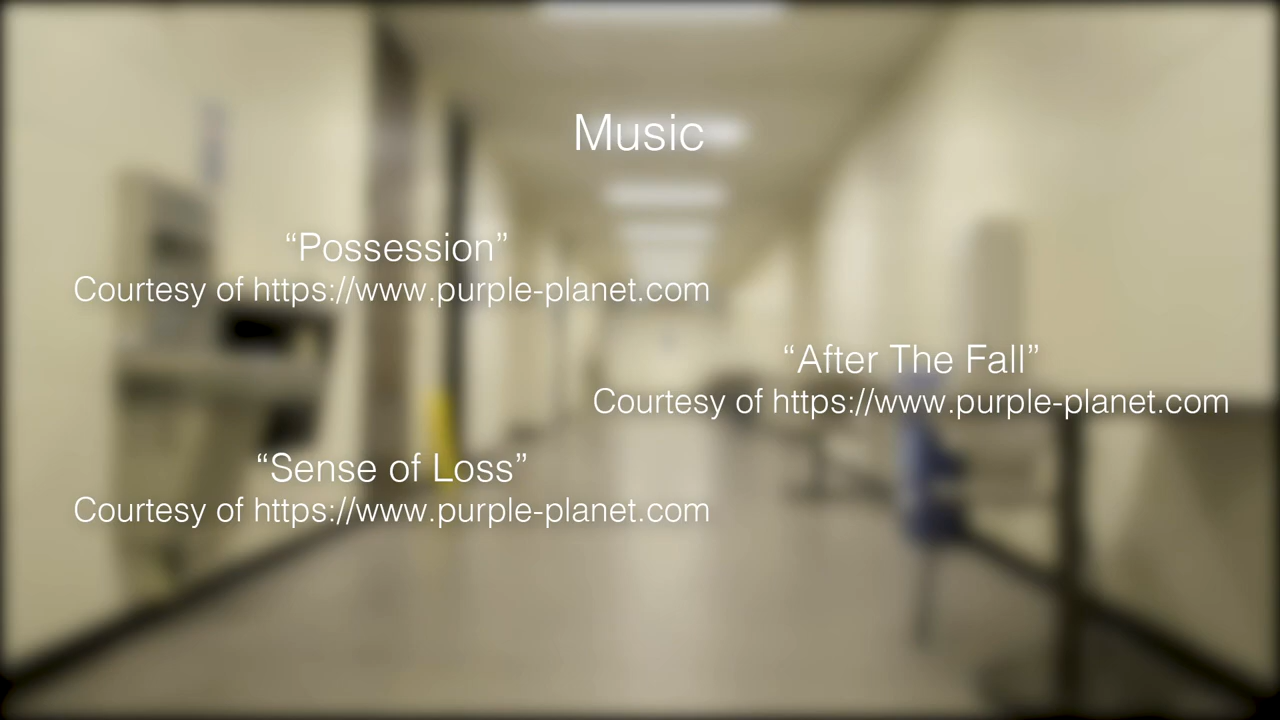 Music
“Possession”
Courtesy of https://www.purple-planet.com
“After The Fall”
Courtesy of https://www.purple-planet.com
“Sense of Loss”
Courtesy of https://www.purple-planet.com